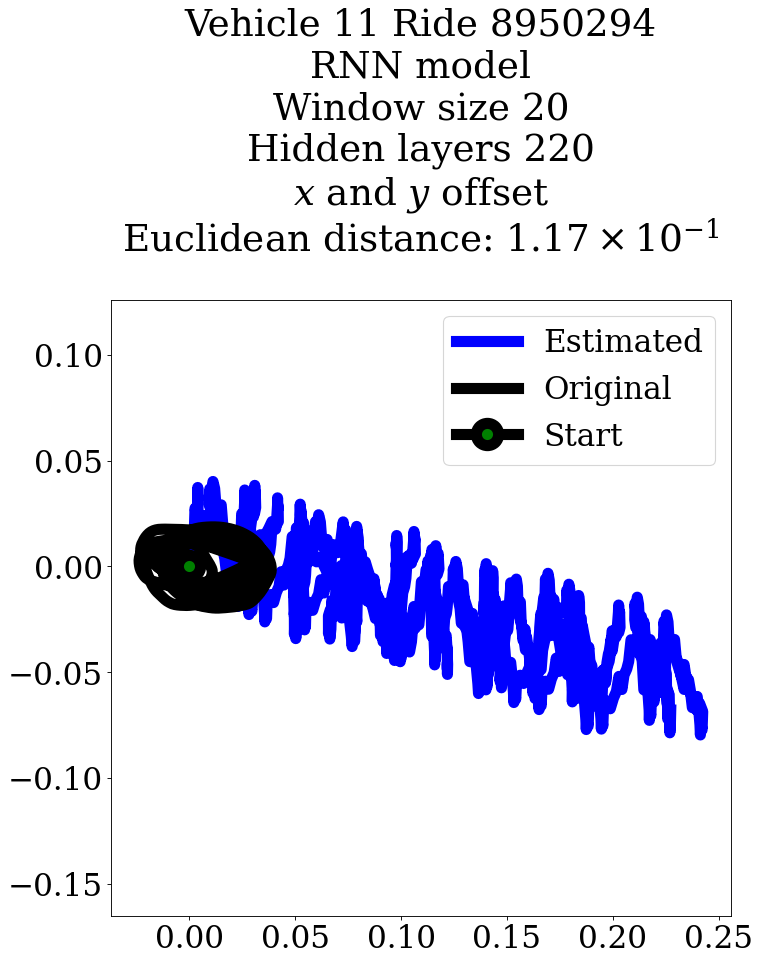 Vehicle 11 Ride 8950294
RNN model
Window size 20
Hidden layers 220
x and y offset
Euclidean distance: 1.17 × 10⁻¹
Estimated
Original
Start
0.10
0.05
0.00
−0.05
−0.10
−0.15
0.00 0.05 0.10 0.15 0.20 0.25